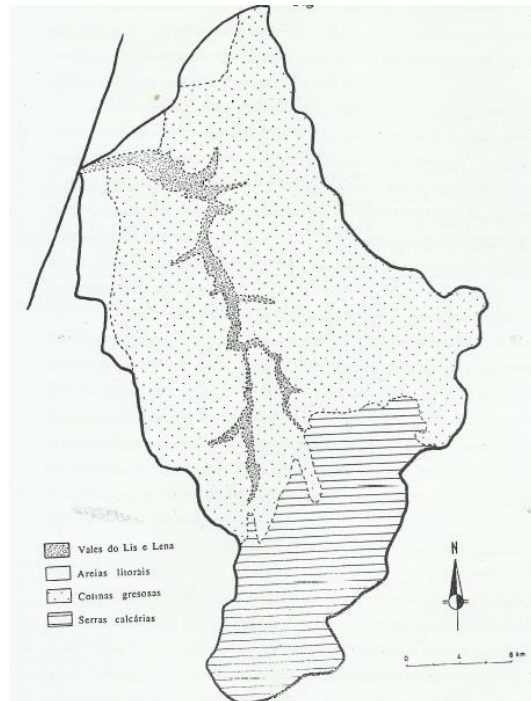 Vales do Lis e Lena
Areias litorais
Colinas gresosas
Serras calcárias
N
0 4 8 km